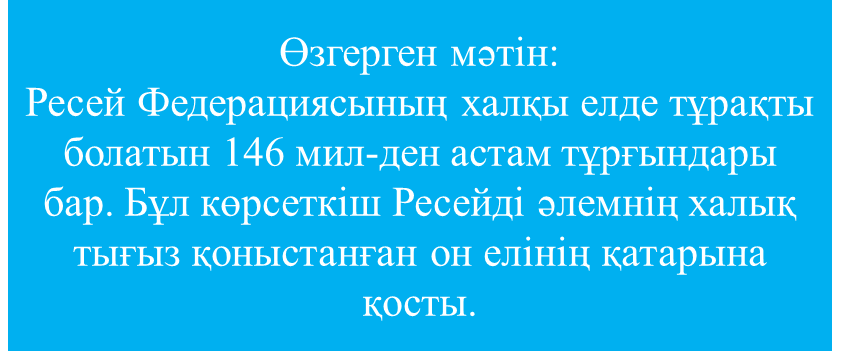 Өзгерген мәтін:
Ресей Федерациясының халқы елде тұрақты
болатын 146 мил-ден астам тұрғындары
бар. Бұл көрсеткіш Ресейді әлемнің халық
тығыз қоныстанған он елінің қатарына
қосты.